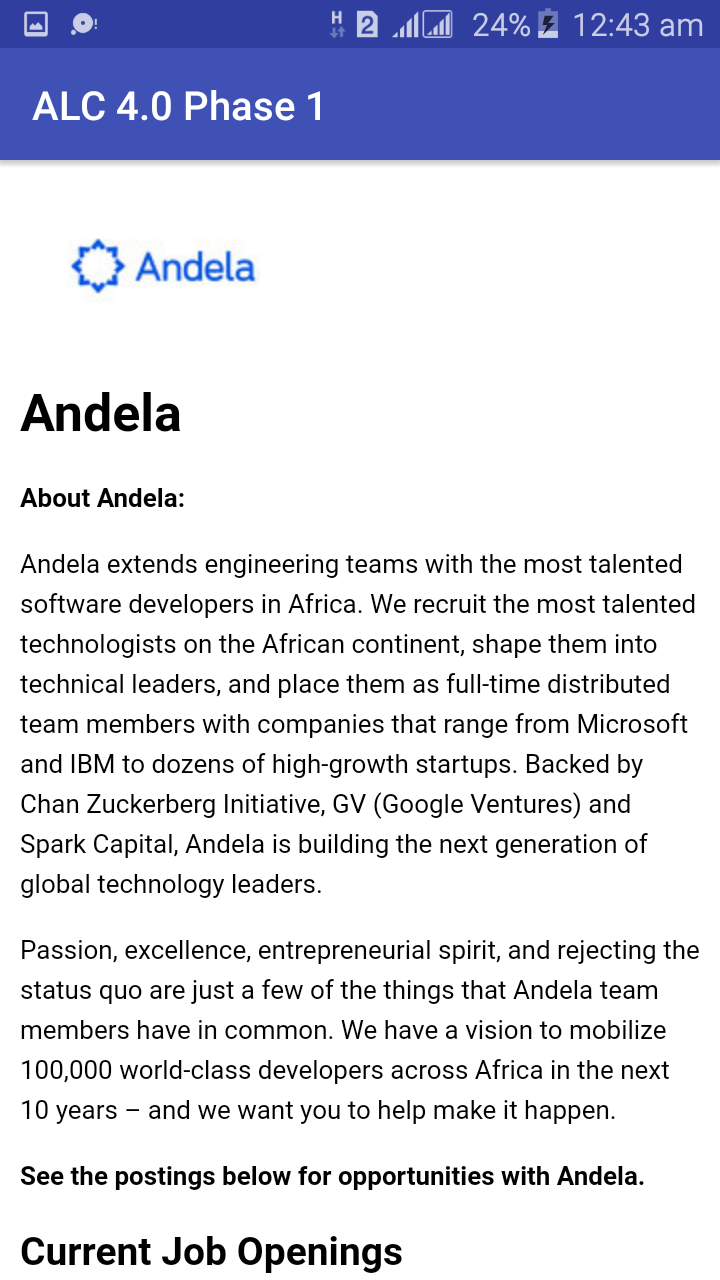 H 2 24% 12:43 am
ALC 4.0 Phase 1
Andela
Andela
About Andela:
Andela extends engineering teams with the most talented
software developers in Africa. We recruit the most talented
technologists on the African continent, shape them into
technical leaders, and place them as full-time distributed
team members with companies that range from Microsoft
and IBM to dozens of high-growth startups. Backed by
Chan Zuckerberg Initiative, GV (Google Ventures) and
Spark Capital, Andela is building the next generation of
global technology leaders.
Passion, excellence, entrepreneurial spirit, and rejecting the
status quo are just a few of the things that Andela team
members have in common. We have a vision to mobilize
100,000 world-class developers across Africa in the next
10 years – and we want you to help make it happen.
See the postings below for opportunities with Andela.
Current Job Openings